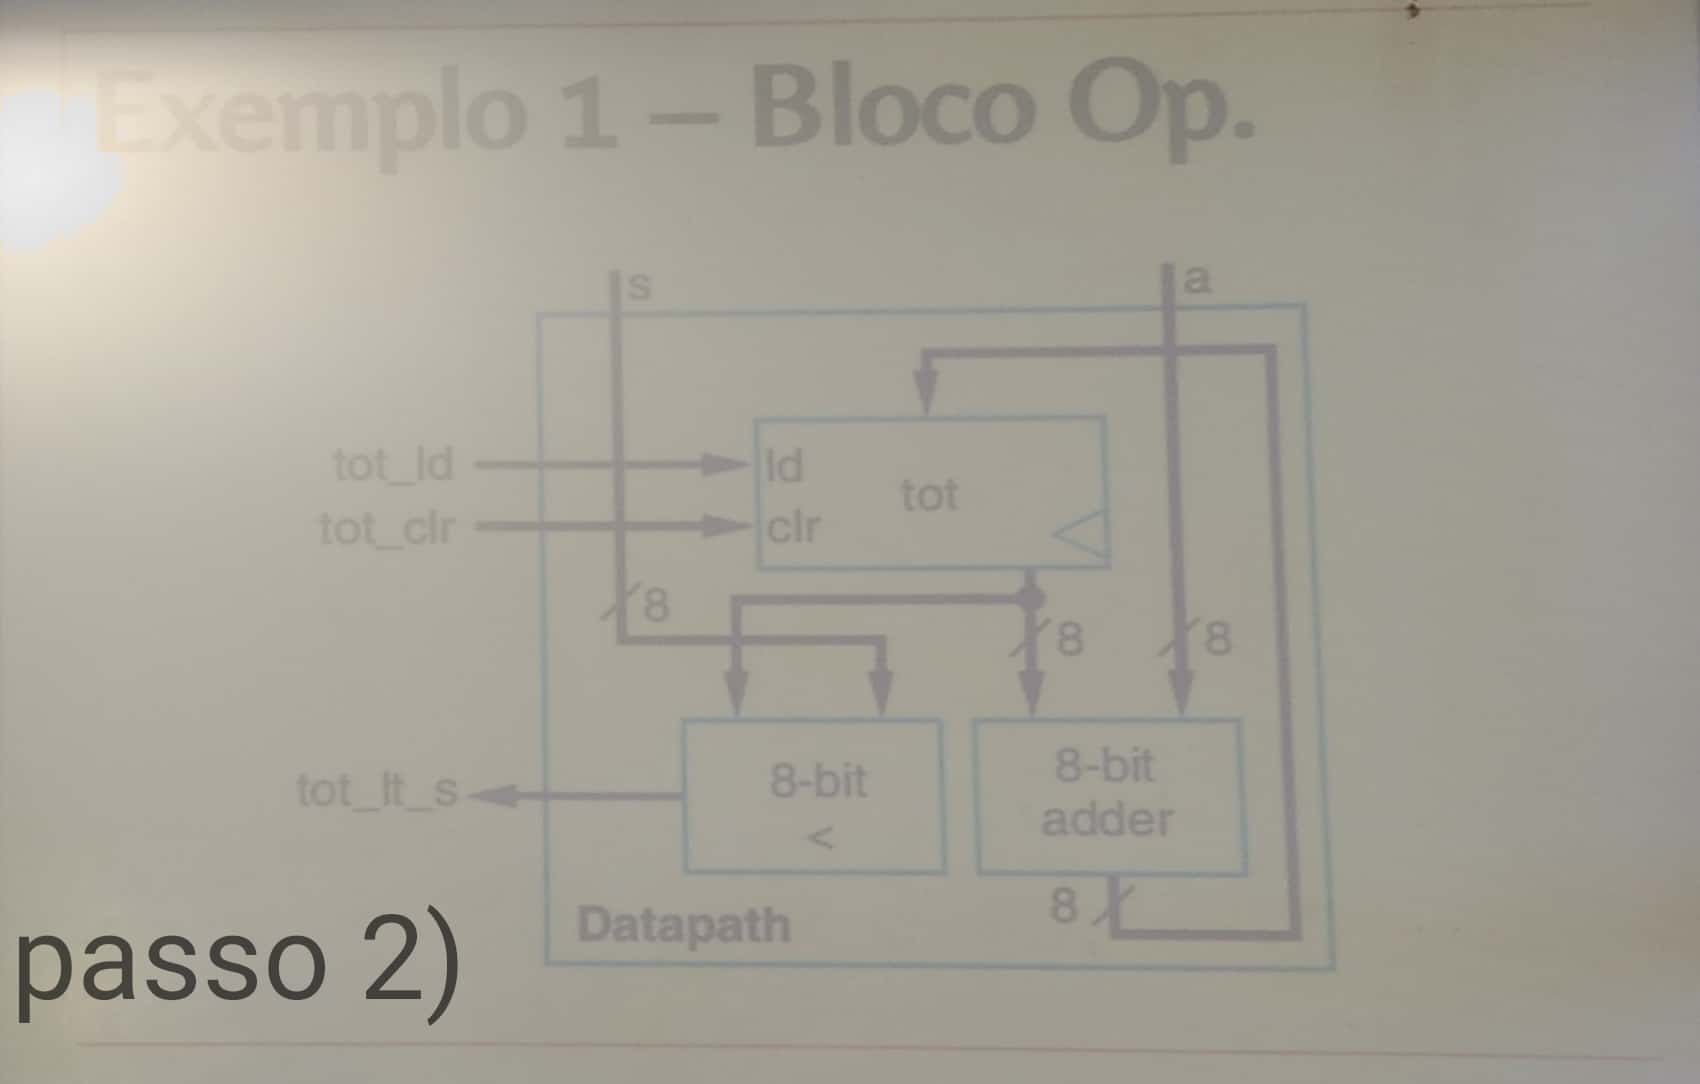 Exemplo 1 – Bloco Op.
s
a
tot_ld
ld
tot
tot_clr
clr
8
8
8
tot_lt_s
8-bit
<
8-bit
adder
8
Datapath
passo 2)